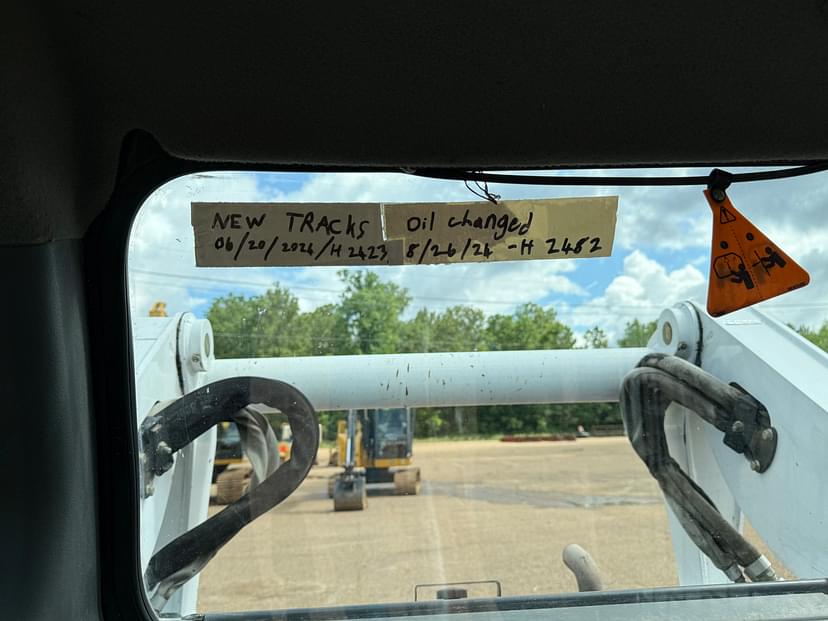 NEW TRACKS
06/20/2024/H 2423
Oil changed
8/26/24 -H 2482